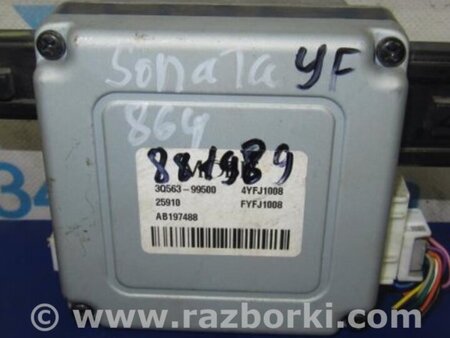 Sonata YF
864
881989
3Q563-99500 4YFJ1008
25910 FYFJ1008
AB197488
© www.razborki.com